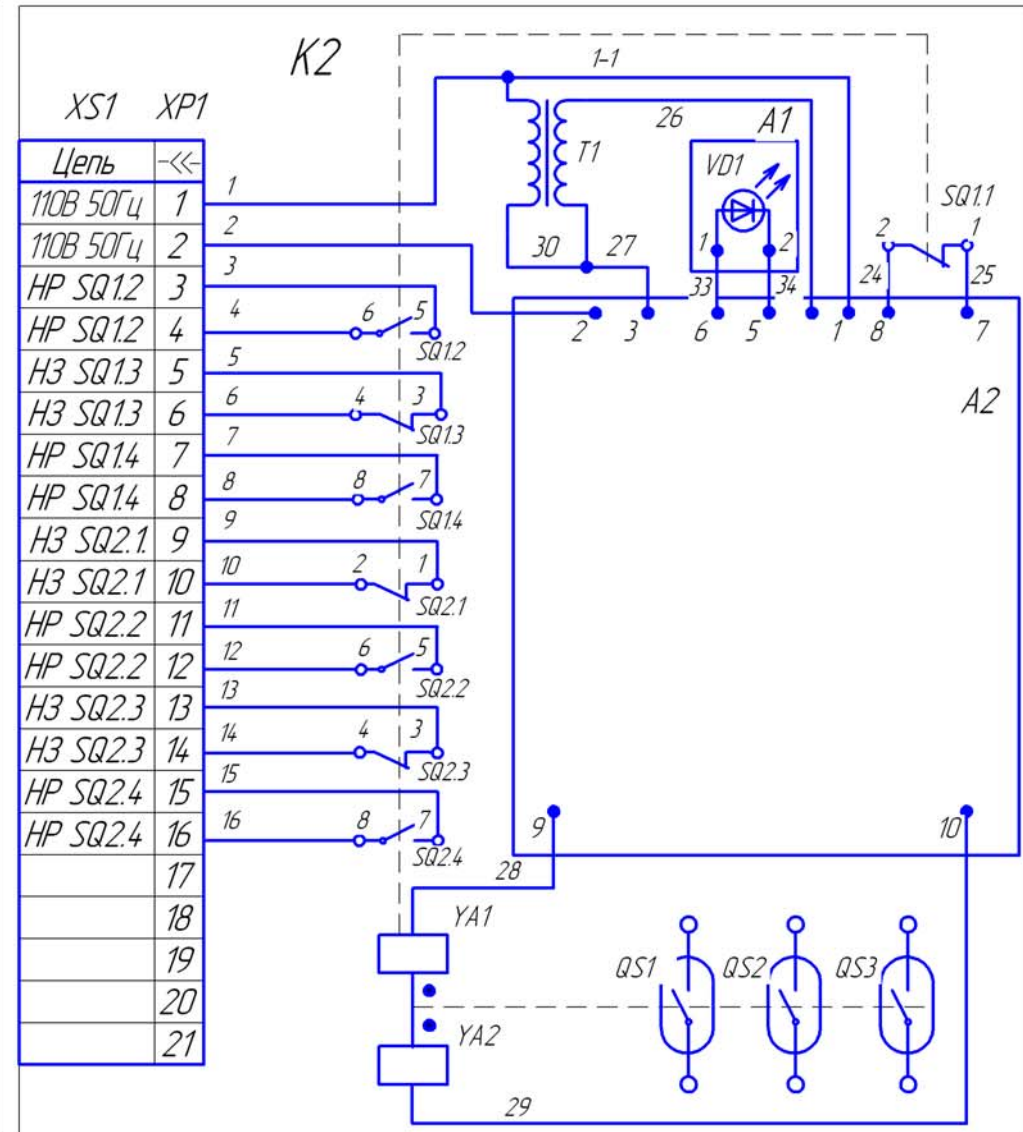 K2
XS1 XP1
Цепь -<<-
110В 50Гц 1
110В 50Гц 2
НР SQ1.2 3
НР SQ1.2 4
НЗ SQ1.3 5
НЗ SQ1.3 6
НР SQ1.4 7
НР SQ1.4 8
НЗ SQ2.1. 9
НЗ SQ2.1 10
НР SQ2.2 11
НР SQ2.2 12
НЗ SQ2.3 13
НЗ SQ2.3 14
НР SQ2.4 15
НР SQ2.4 16
17
18
19
20
21
1
2
3
4
5
6
7
8
9
10
11
12
13
14
15
16
6 5
SQ1.2
4 3
SQ1.3
8 7
SQ1.4
2 1
SQ2.1
6 5
SQ2.2
4 3
SQ2.3
8 7
SQ2.4
1-1
T1
26
A1
VD1
1 2
30 27
33 34
SQ1.1
2 1
24 25
2 3 6 5 1 8 7
A2
9 10
28
YA1
YA2
29
QS1 QS2 QS3